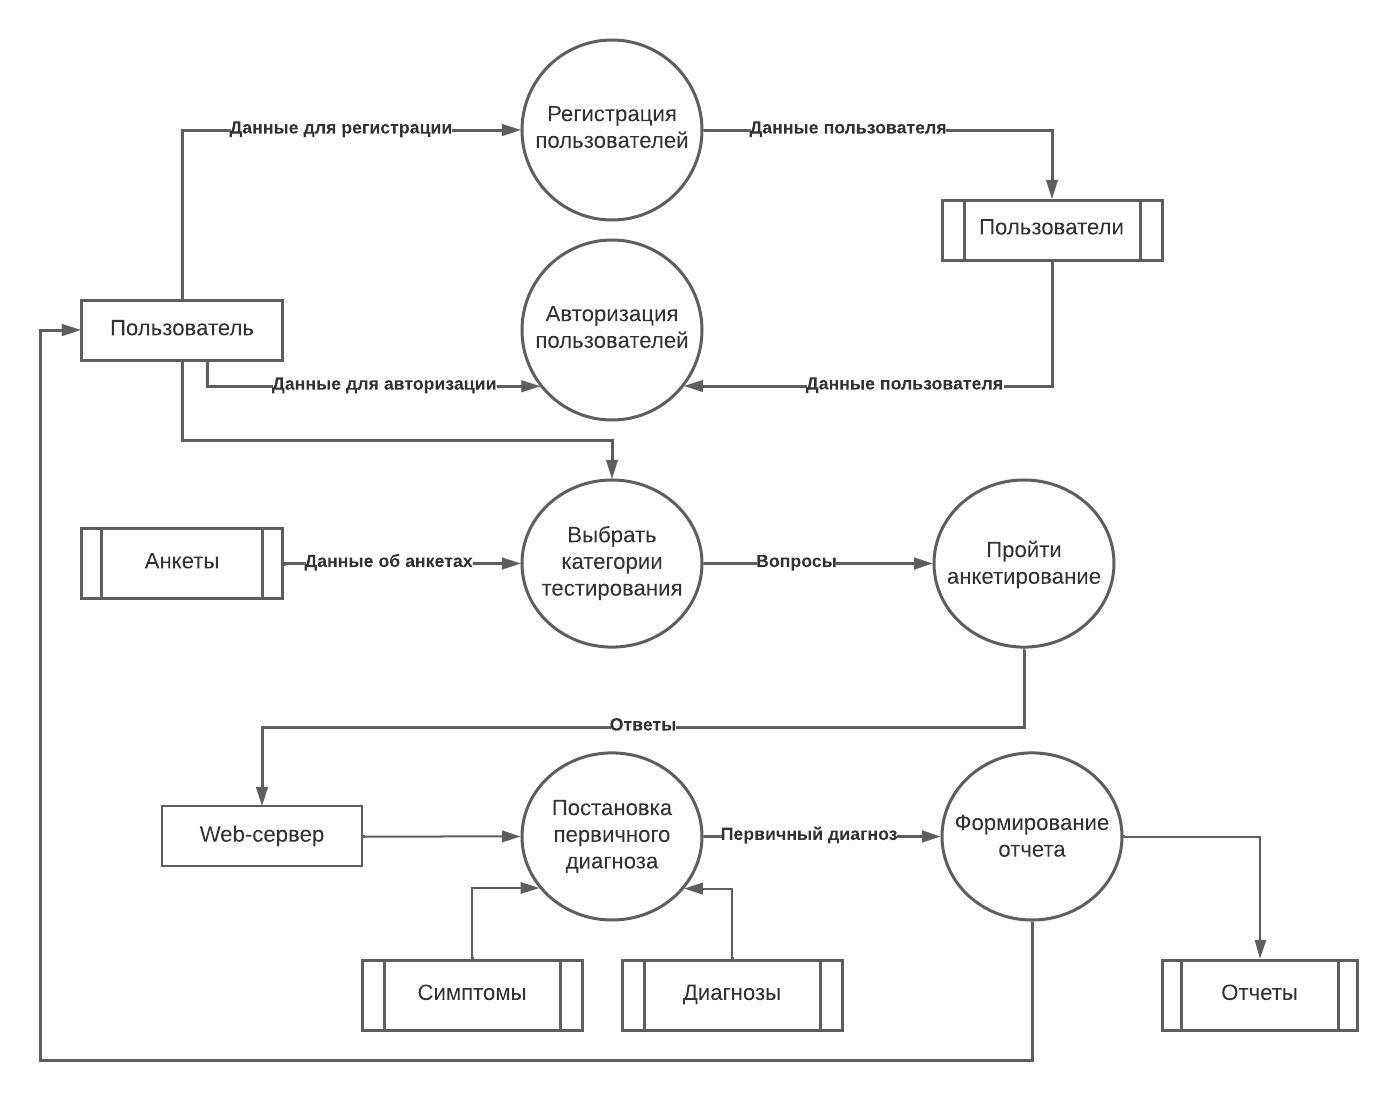 Регистрация
пользователей
Данные для регистрации
Данные пользователя
Пользователи
Авторизация
пользователей
Пользователь
Данные для авторизации
Данные пользователя
Выбрать
категории
тестирования
Пройти
анкетирование
Анкеты
Данные об анкетах
Вопросы
Ответы
Web-сервер
Постановка
первичного
диагноза
Первичный диагноз
Формирование
отчета
Симптомы
Диагнозы
Отчеты